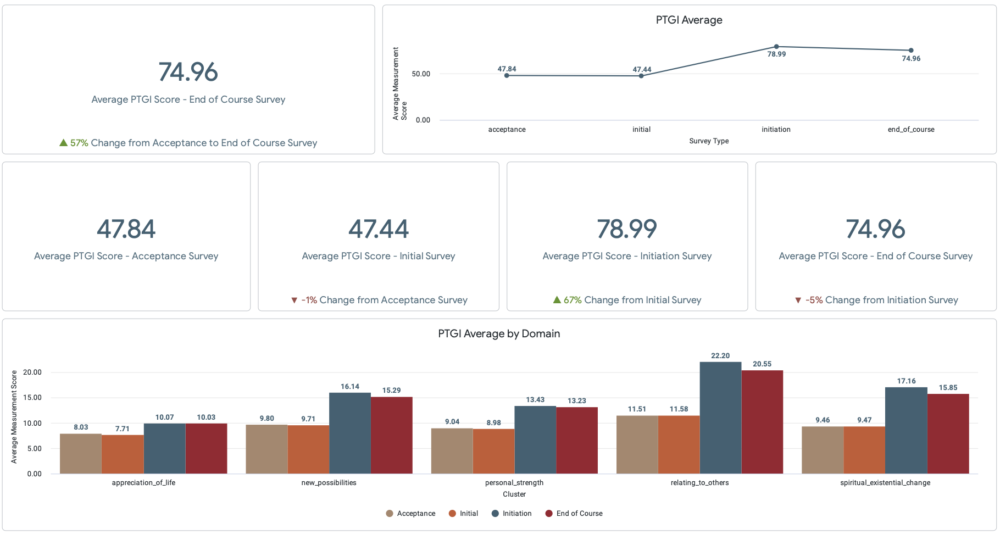 74.96
Average PTGI Score - End of Course Survey
▲ 57% Change from Acceptance to End of Course Survey
PTGI Average
Average Measurement
Score
50.00
0.00
47.84
47.44
78.99
74.96
acceptance
initial
initiation
end_of_course
Survey Type
47.84
Average PTGI Score - Acceptance Survey
47.44
Average PTGI Score - Initial Survey
▼ -1% Change from Acceptance Survey
78.99
Average PTGI Score - Initiation Survey
▲ 67% Change from Initial Survey
74.96
Average PTGI Score - End of Course Survey
▼ -5% Change from Initiation Survey
PTGI Average by Domain
Average Measurement Score
20.00
15.00
10.00
5.00
0.00
8.03
7.71
10.07
10.03
9.80
9.71
16.14
15.29
9.04
8.98
13.43
13.23
11.51
11.58
22.20
20.55
9.46
9.47
17.16
15.85
appreciation_of_life
new_possibilities
personal_strength
relating_to_others
spiritual_existential_change
Cluster
Acceptance
Initial
Initiation
End of Course